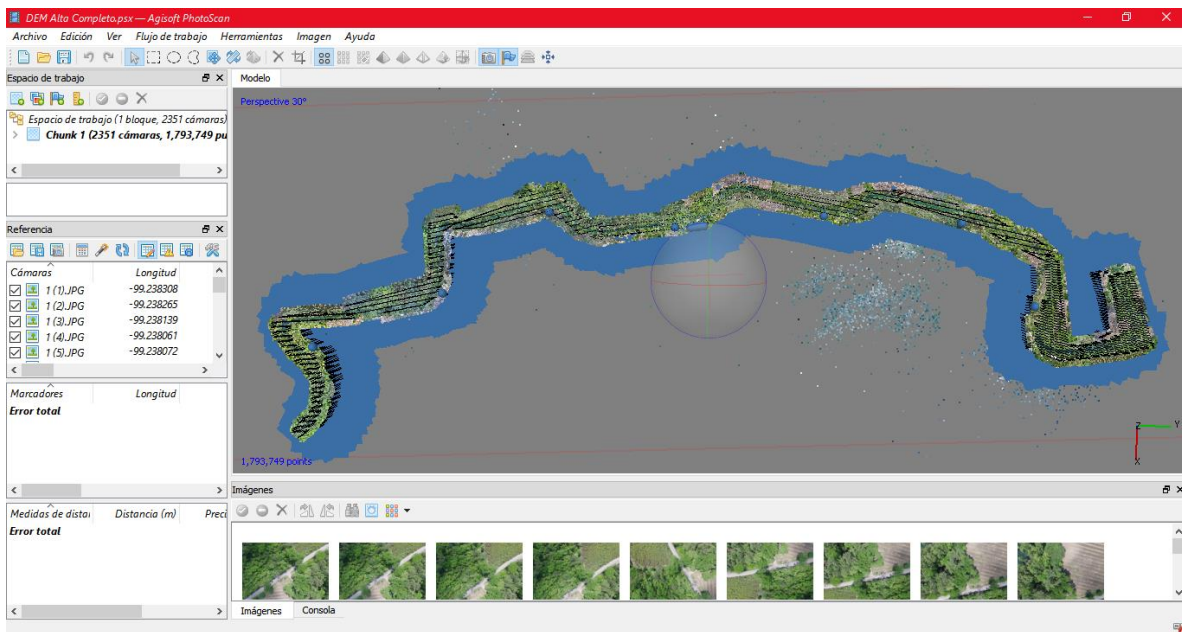 DEM Alta Completo.psx — Agisoft PhotoScan
Archivo Edición Ver Flujo de trabajo Herramientas Imagen Ayuda
Espacio de trabajo
Modelo
Perspective 30°
Espacio de trabajo (1 bloque, 2351 cámaras)
Chunk 1 (2351 cámaras, 1,793,749 pu
Referencia
Cámaras Longitud
1 (1).JPG -99.238308
1 (2).JPG -99.238265
1 (3).JPG -99.238139
1 (4).JPG -99.238061
1 (5).JPG -99.238072
Marcadores Longitud
Error total
Z Y
X
1,793,749 points
Imágenes
Medidas de distar Distancia (m) Preci
Error total
Imágenes Consola